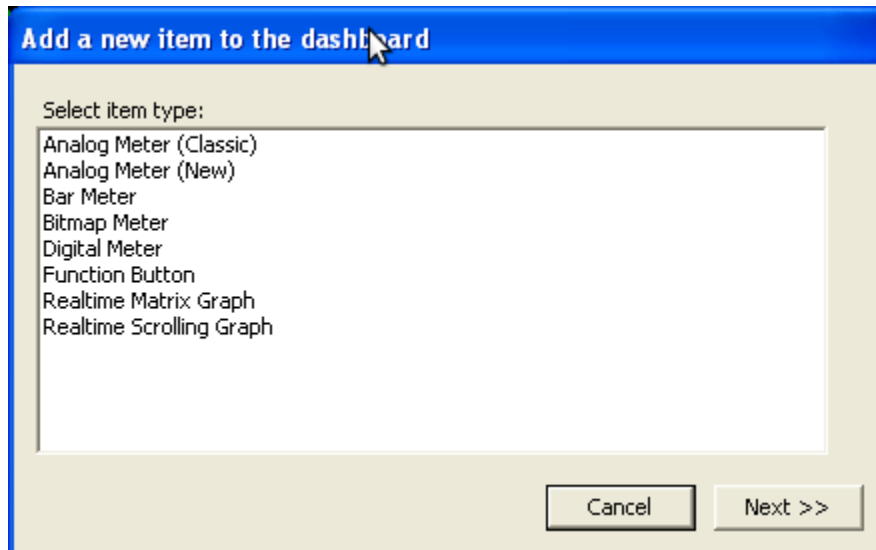 Add a new item to the dashboard
Select item type:
Analog Meter (Classic)
Analog Meter (New)
Bar Meter
Bitmap Meter
Digital Meter
Function Button
Realtime Matrix Graph
Realtime Scrolling Graph
Cancel
Next >>